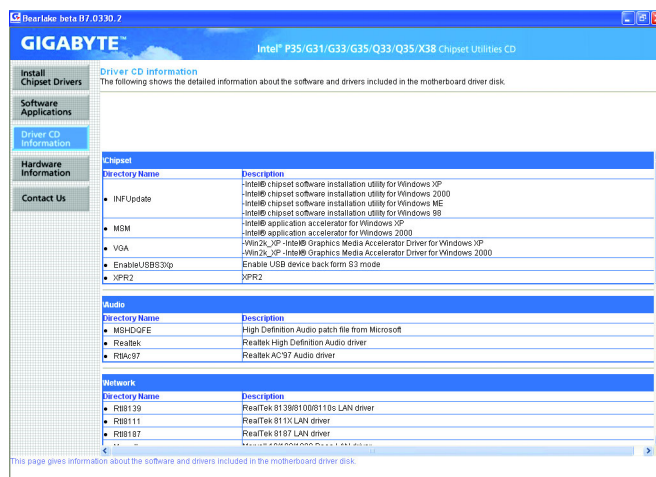 Bearlake beta B7.0330.2
GIGABYTE™
Intel® P35/G31/G33/G35/Q33/Q35/X38 Chipset Utilities CD
Install
Chipset Drivers
Software
Applications
Driver CD
Information
Hardware
Information
Contact Us
Driver CD information
The following shows the detailed information about the software and drivers included in the motherboard driver disk.
\Chipset
Directory Name Description
• INFUpdate
-Intel® chipset software installation utility for Windows XP
-Intel® chipset software installation utility for Windows 2000
-Intel® chipset software installation utility for Windows ME
-Intel® chipset software installation utility for Windows 98
• MSM
-Intel® application accelerator for Windows XP
-Intel® application accelerator for Windows 2000
• VGA
-Win2k_XP -Intel® Graphics Media Accelerator Driver for Windows XP
-Win2k_XP -Intel® Graphics Media Accelerator Driver for Windows 2000
• EnableUSBS3Xp Enable USB device back form S3 mode
• XPR2 XPR2
\Audio
Directory Name Description
• MSHDQFE High Definition Audio patch file from Microsoft
• Realtek Realtek High Definition Audio driver
• RtlAc97 Realtek AC'97 Audio driver
\Network
Directory Name Description
• Rtl8139 RealTek 8139/8100/8110s LAN driver
• Rtl8111 RealTek 811X LAN driver
• Rtl8187 RealTek 8187 LAN driver
This page gives information about the software and drivers included in the motherboard driver disk.